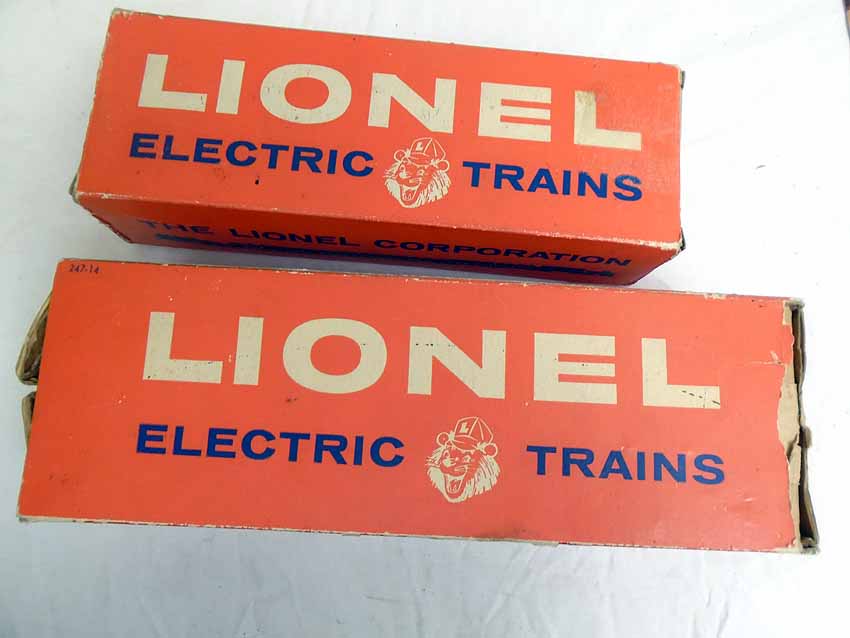 LIONEL
ELECTRIC TRAINS
L
THE LIONEL CORPORATION
247-14
LIONEL
ELECTRIC TRAINS
L